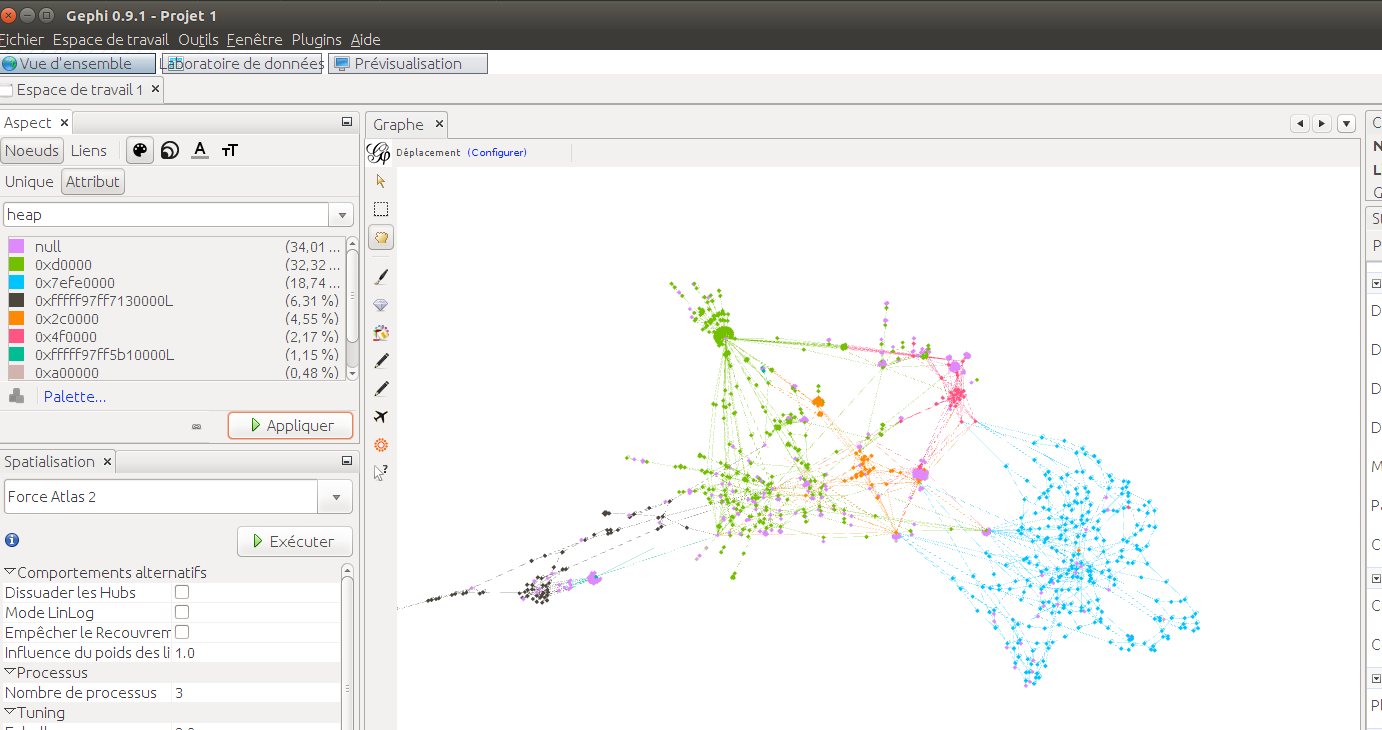 Gephi 0.9.1 - Projet 1
Fichier Espace de travail Outils Fenêtre Plugins Aide
Vue d'ensemble Laboratoire de données Prévisualisation
Espace de travail 1
Aspect
Graphe
Noeuds Liens
Déplacement (Configurer)
Unique Attribut
heap
null (34,01 ...
0xd0000 (32,32 ...
0x7efe0000 (18,74 ...
0xfffff97ff7130000L (6,31 %)
0x2c0000 (4,55 %)
0x4f0000 (2,17 %)
0xfffff97ff5b10000L (1,15 %)
0xa00000 (0,48 %)
Palette...
Appliquer
Spatialisation
Force Atlas 2
Exécuter
Comportements alternatifs
Dissuader les Hubs
Mode LinLog
Empêcher le Recouvrem
Influence du poids des li 1.0
Processus
Nombre de processus 3
Tuning